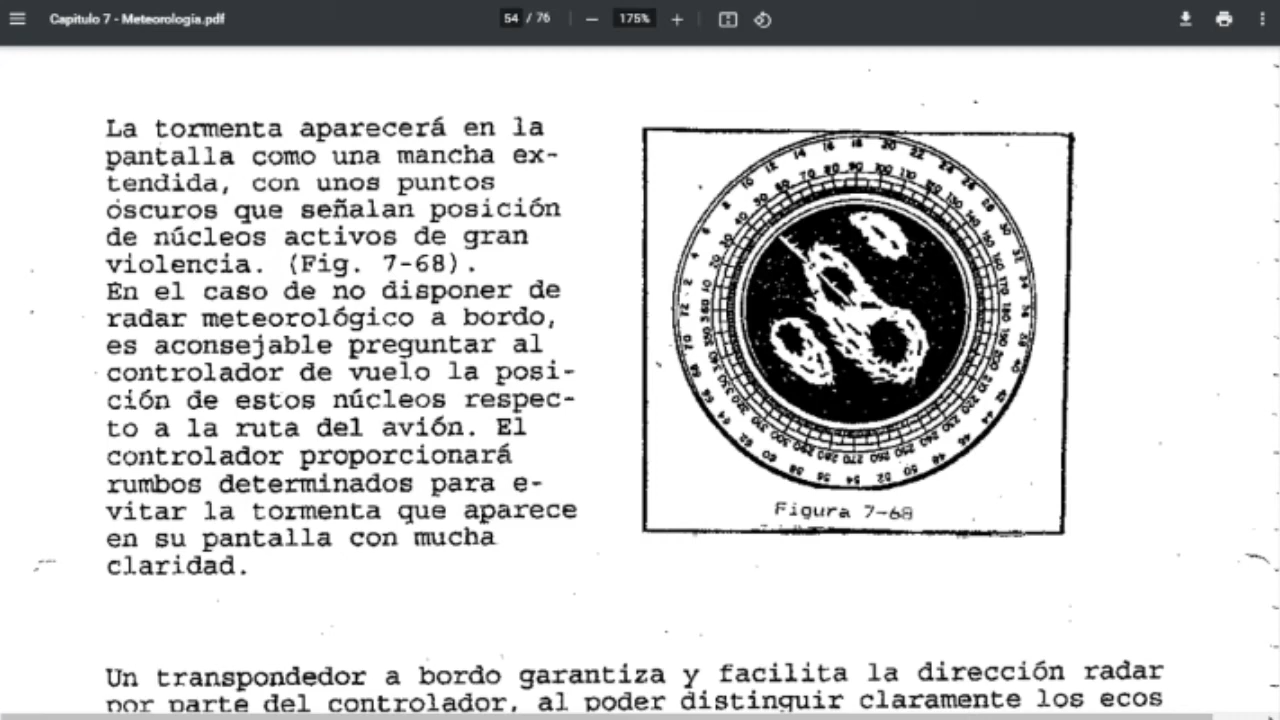 Capitulo 7 - Meteorologia.pdf
54 / 76
175%
La tormenta aparecerá en la
pantalla como una mancha ex-
tendida, con unos puntos
oscuros que señalan posición
de núcleos activos de gran
violencia. (Fig. 7-68).
En el caso de no disponer de
radar meteorológico a bordo,
es aconsejable preguntar al
controlador de vuelo la posi-
ción de estos núcleos respec-
to a la ruta del avión. El
controlador proporcionará
rumbos determinados para e-
vitar la tormenta que aparece
en su pantalla con mucha
claridad.
Figura 7-68
Un transpondedor a bordo garantiza y facilita la dirección radar
por parte del controlador, al poder distinguir claramente los ecos